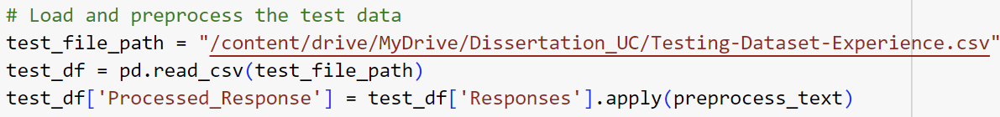 # Load and preprocess the test data
test_file_path = "/content/drive/MyDrive/Dissertation_UC/Testing-Dataset-Experience.csv"
test_df = pd.read_csv(test_file_path)
test_df['Processed_Response'] = test_df['Responses'].apply(preprocess_text)